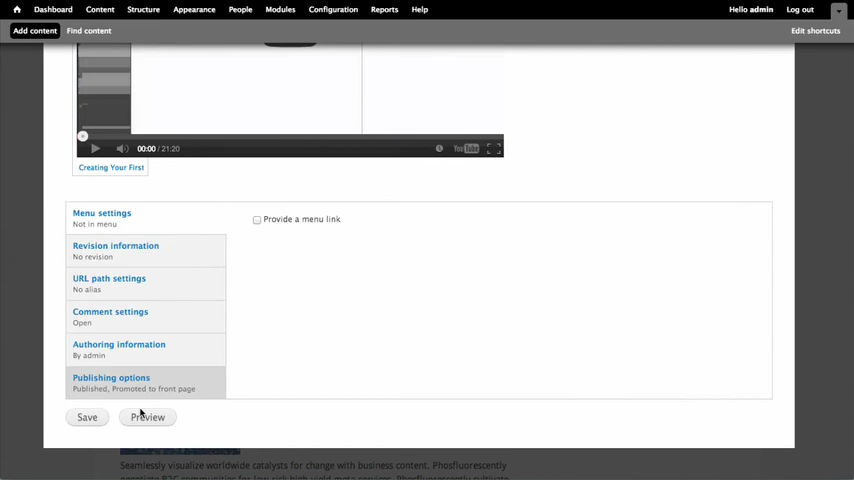 Dashboard Content Structure Appearance People Modules Configuration Reports Help Hello admin Log out
Add content Find content Edit shortcuts
00:00 / 21:20 YouTube
Creating Your First
Menu settings
Not in menu
Provide a menu link
Revision information
No revision
URL path settings
No alias
Comment settings
Open
Authoring information
By admin
Publishing options
Published, Promoted to front page
Save Preview
Seamlessly visualize worldwide catalysts for change with business content. Phosfluorescently